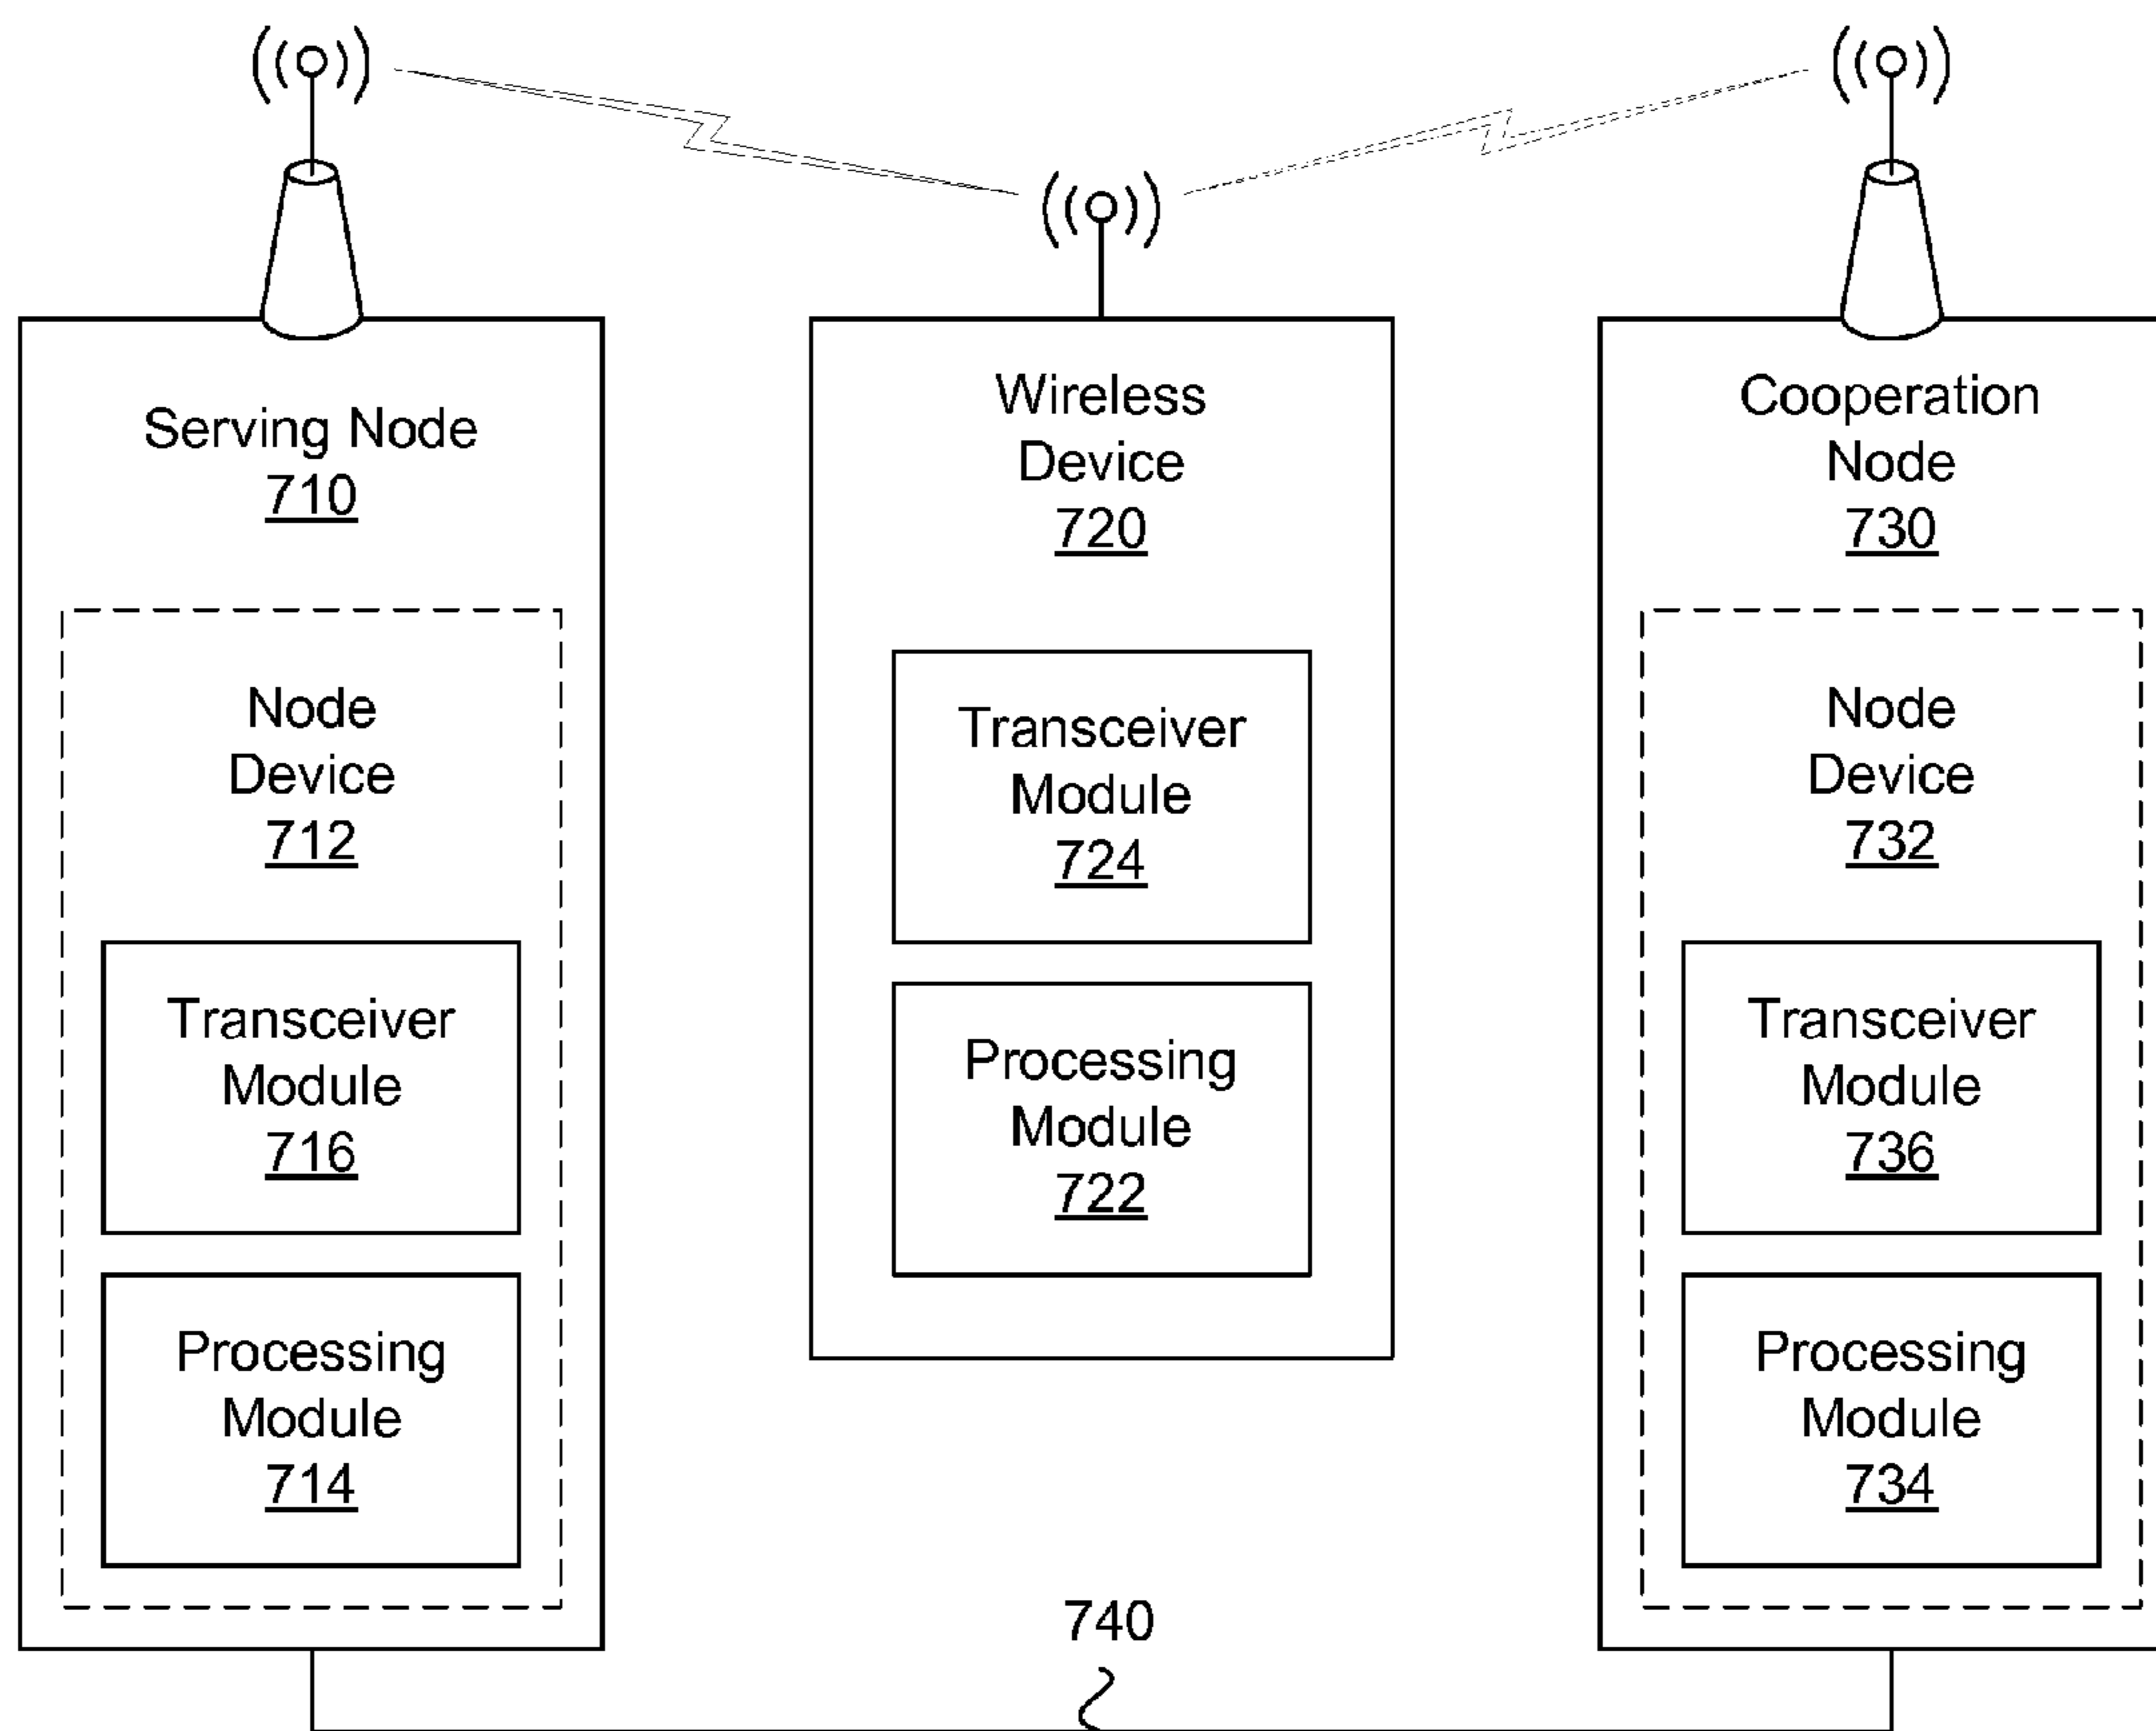 Serving Node
710
Node
Device
712
Transceiver
Module
716
Processing
Module
714
Wireless
Device
720
Transceiver
Module
724
Processing
Module
722
Cooperation
Node
730
Node
Device
732
Transceiver
Module
736
Processing
Module
734
740